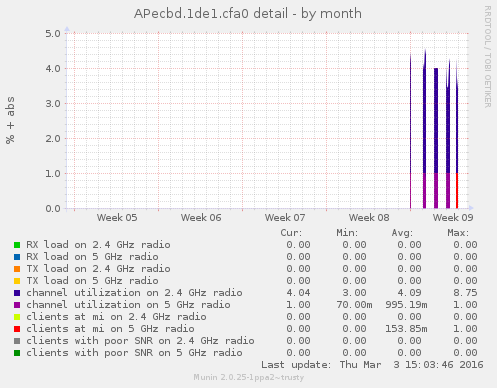 APecbd.1de1.cfa0 detail - by month
RRDTOOL / TOBI OETIKER
% + abs
5.0
4.0
3.0
2.0
1.0
0.0
Week 05 Week 06 Week 07 Week 08 Week 09
Cur: Min: Avg: Max:
RX load on 2.4 GHz radio 0.00 0.00 0.00 0.00
RX load on 5 GHz radio 0.00 0.00 0.00 0.00
TX load on 2.4 GHz radio 0.00 0.00 0.00 0.00
TX load on 5 GHz radio 0.00 0.00 0.00 0.00
channel utilization on 2.4 GHz radio 4.04 3.00 4.09 8.75
channel utilization on 5 GHz radio 1.00 70.00m 995.19m 1.00
clients at mi on 2.4 GHz radio 0.00 0.00 0.00 0.00
clients at mi on 5 GHz radio 0.00 0.00 153.85m 1.00
clients with poor SNR on 2.4 GHz radio 0.00 0.00 0.00 0.00
clients with poor SNR on 5 GHz radio 0.00 0.00 0.00 0.00
Last update: Thu Mar 3 15:03:46 2016
Munin 2.0.25-1ppa2~trusty